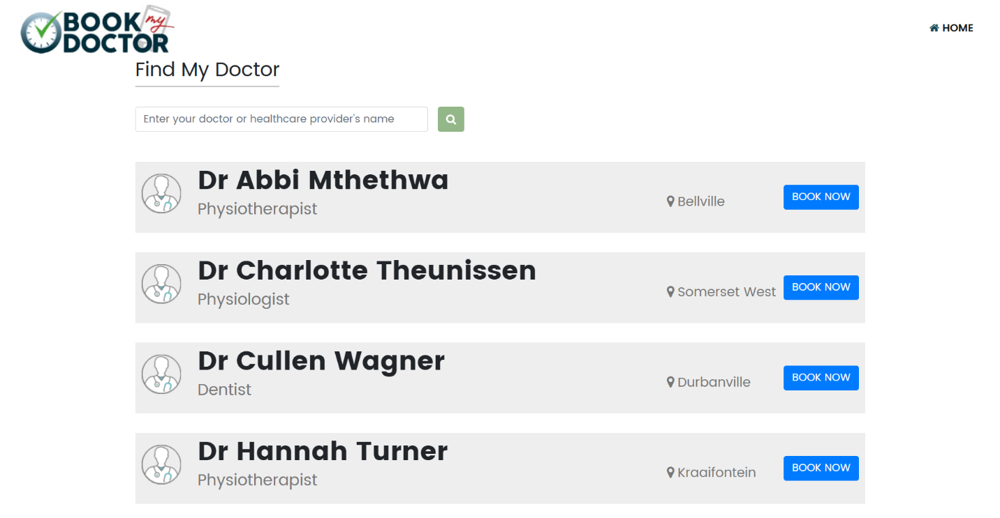 BOOK my
DOCTOR
HOME
Find My Doctor
Enter your doctor or healthcare provider's name
Dr Abbi Mthethwa
Physiotherapist
Bellville
BOOK NOW
Dr Charlotte Theunissen
Physiologist
Somerset West
BOOK NOW
Dr Cullen Wagner
Dentist
Durbanville
BOOK NOW
Dr Hannah Turner
Physiotherapist
Kraaifontein
BOOK NOW